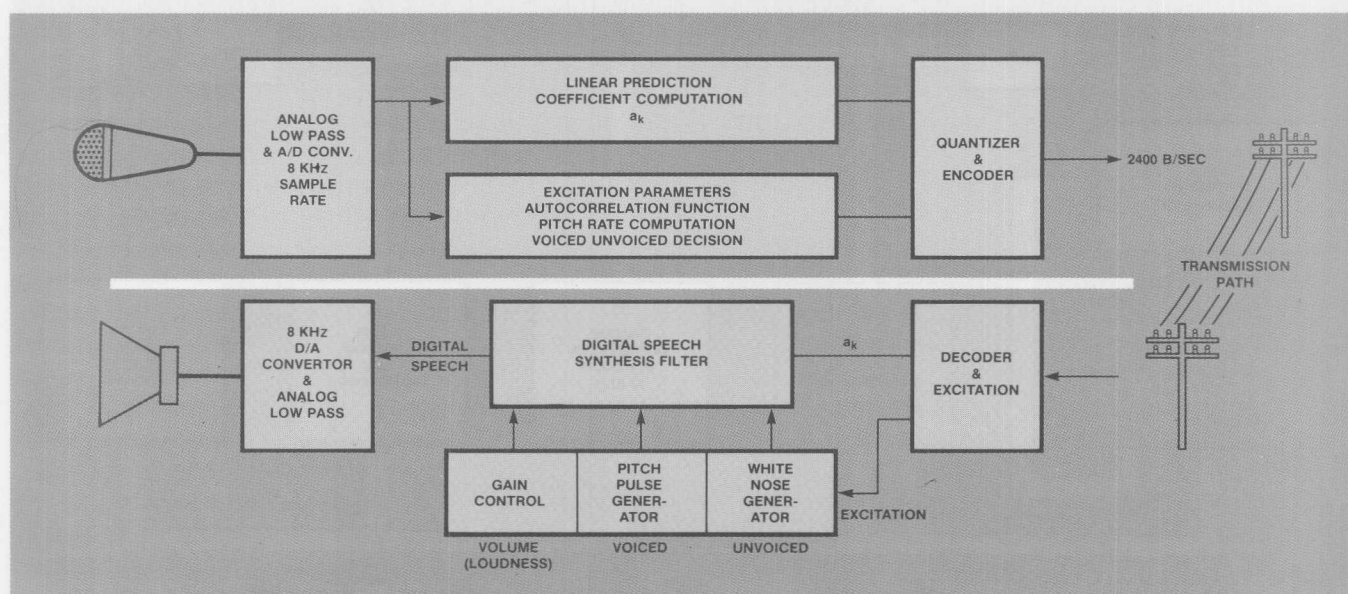 ANALOG
LOW PASS
& A/D CONV.
8 KHz
SAMPLE
RATE
LINEAR PREDICTION
COEFFICIENT COMPUTATION
ak
EXCITATION PARAMETERS
AUTOCORRELATION FUNCTION
PITCH RATE COMPUTATION
VOICED UNVOICED DECISION
QUANTIZER
&
ENCODER
2400 B/SEC
TRANSMISSION
PATH
8 KHz
D/A
CONVERTOR
&
ANALOG
LOW PASS
DIGITAL
SPEECH
DIGITAL SPEECH
SYNTHESIS FILTER
ak
DECODER
&
EXCITATION
GAIN
CONTROL
PITCH
PULSE
GENER-
ATOR
WHITE
NOSE
GENER-
ATOR
EXCITATION
VOLUME
(LOUDNESS)
VOICED
UNVOICED